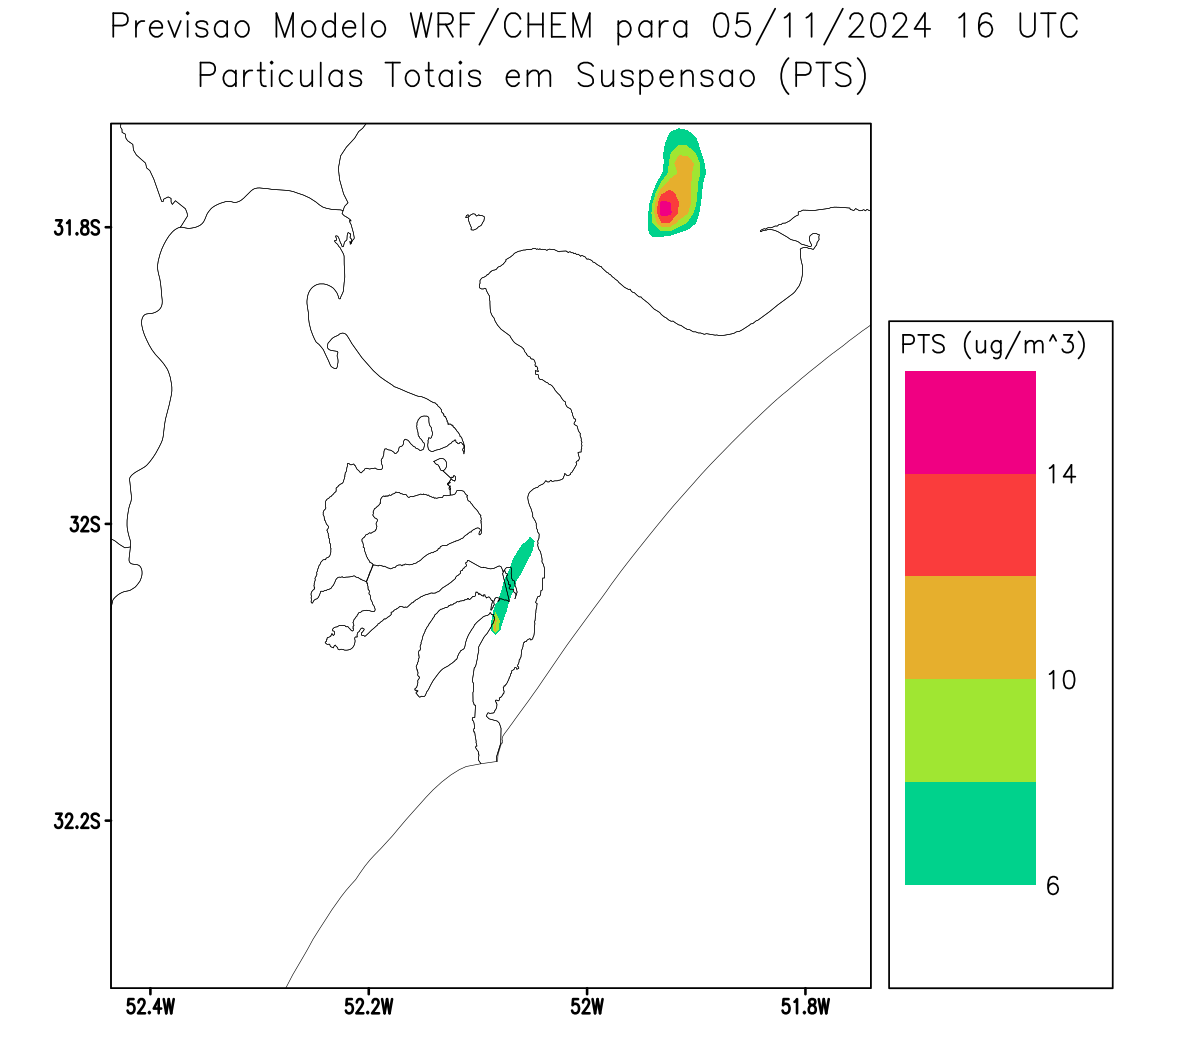 Previsao Modelo WRF/CHEM para 05/11/2024 16 UTC
Particulas Totais em Suspensao (PTS)
31.8S
32S
32.2S
52.4W
52.2W
52W
51.8W
PTS (ug/m^3)
14
10
6